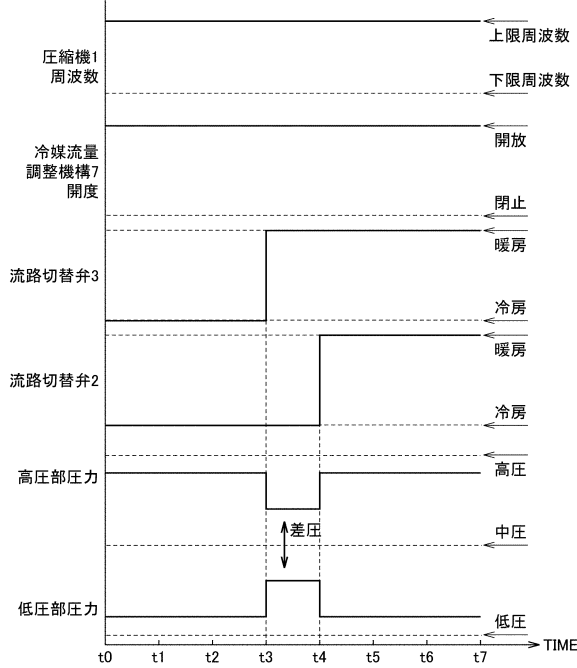 上限周波数
圧縮機1
周波数
下限周波数
開放
冷媒流量
調整機構7
開度
閉止
暖房
流路切替弁3
冷房
暖房
流路切替弁2
冷房
高圧
高圧部圧力
差圧
中圧
低圧部圧力
低圧
TIME
t0 t1 t2 t3 t4 t5 t6 t7